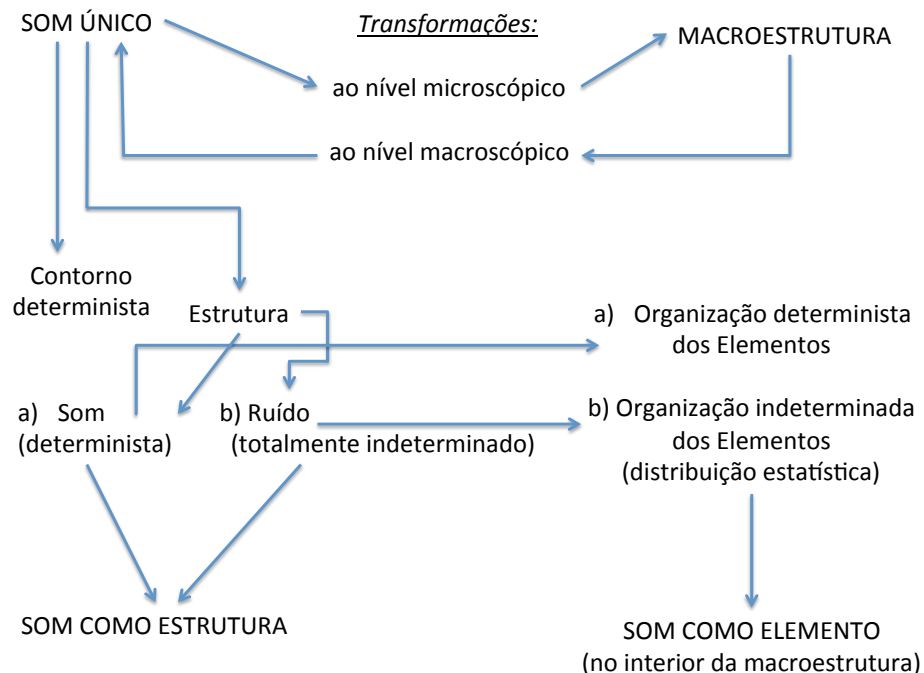 SOM ÚNICO
Transformações:
MACROESTRUTURA
ao nível microscópico
ao nível macroscópico
Contorno
determinista
Estrutura
a) Organização determinista
dos Elementos
a) Som
(determinista)
b) Ruído
(totalmente indeterminado)
b) Organização indeterminada
dos Elementos
(distribuição estatística)
SOM COMO ESTRUTURA
SOM COMO ELEMENTO
(no interior da macroestrutura)